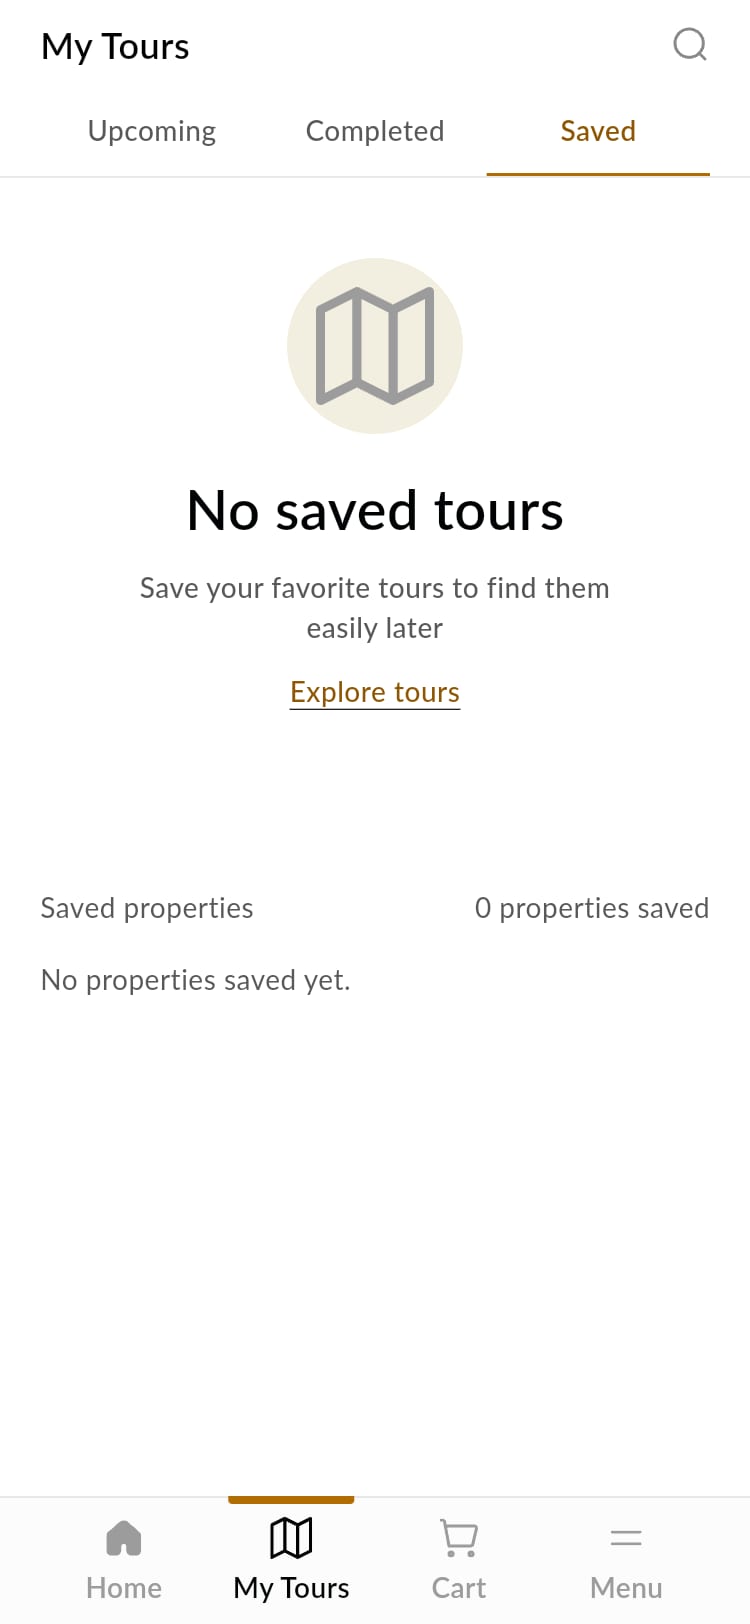 My Tours
Upcoming
Completed
Saved
No saved tours
Save your favorite tours to find them
easily later
Explore tours
Saved properties
0 properties saved
No properties saved yet.
Home
My Tours
Cart
Menu